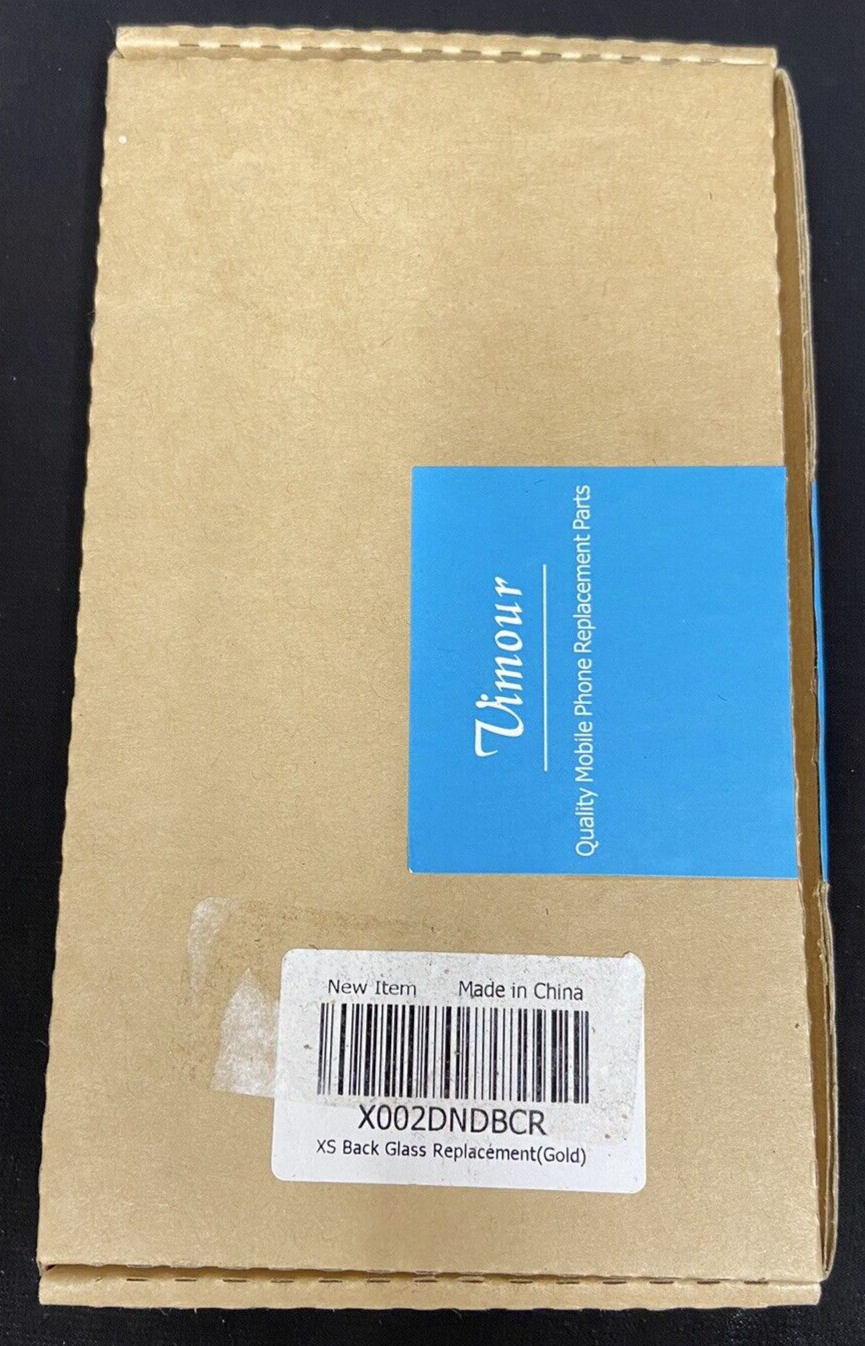 Vimour
Quality Mobile Phone Replacement Parts
New Item Made in China
X002DNDBCR
XS Back Glass Replacement(Gold)